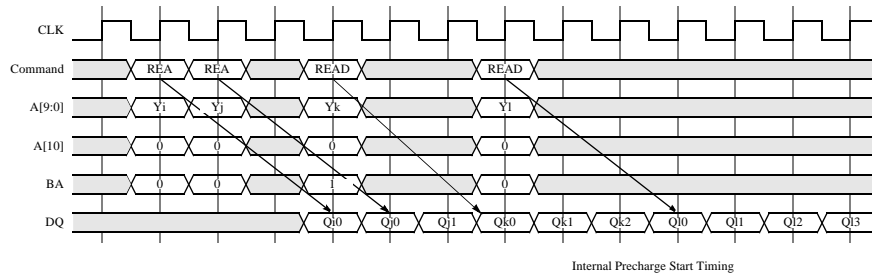 CLK
Command REA REA READ READ
A[9:0] Yi Yj Yk Yl
A[10] 0 0 0 0
BA 0 0 1 0
DQ Qi0 Qj0 Qj1 Qk0 Qk1 Qk2 Ql0 Ql1 Ql2 Ql3
Internal Precharge Start Timing